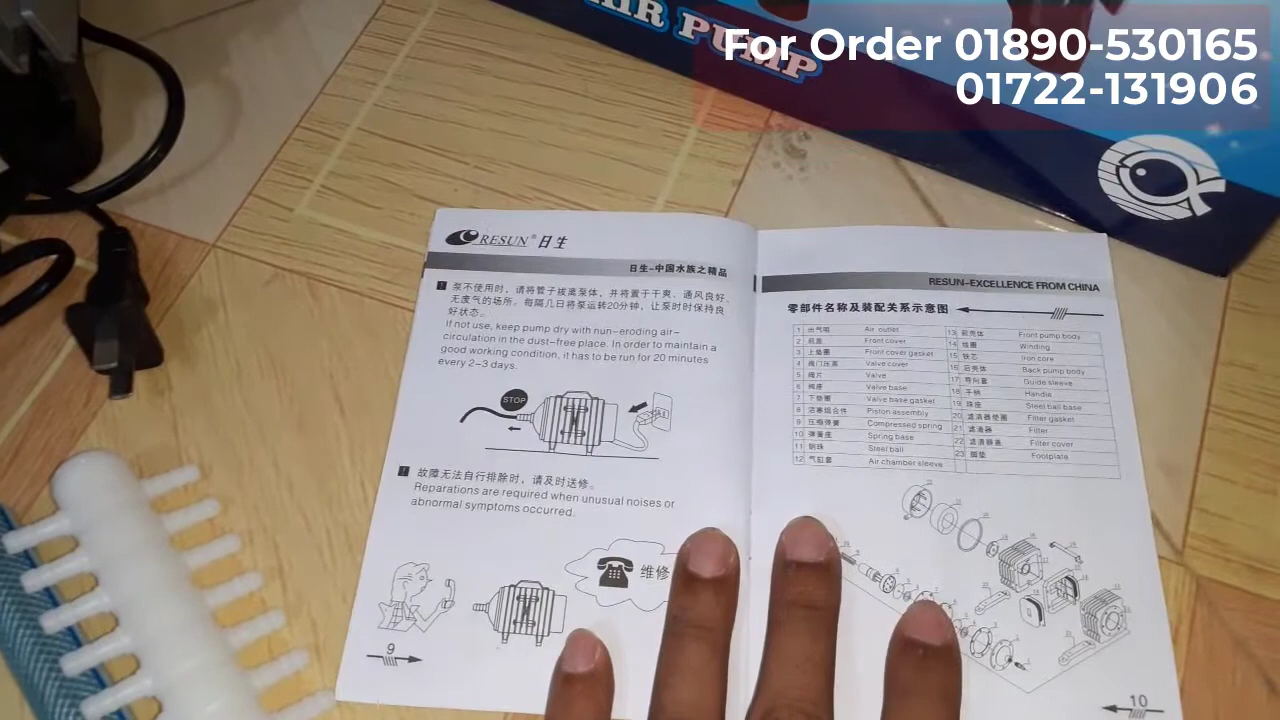 AIR PUMP
For Order 01890-530165
01722-131906
RESUN® 日生
日生-中国水族之精品
! 泵不使用时，请将管子拔离泵体，并将置于干爽、通风良好、
无废气的场所。每隔几日将泵运转20分钟，让泵时时保持良
好状态。
If not use, keep pump dry with nun-eroding air-
circulation in the dust-free place. In order to maintain a
good working condition, it has to be run for 20 minutes
every 2-3 days.
STOP
! 故障无法自行排除时，请及时送修。
Reparations are required when unusual noises or
abnormal symptoms occurred.
维修
9
RESUN-EXCELLENCE FROM CHINA
零部件名称及装配关系示意图
1 出气咀 Air outlet
2 前盖 Front cover
3 上垫圈 Front cover gasket
4 阀门压盖 Valve cover
5 阀片 Valve
6 阀座 Valve base
7 下垫圈 Valve base gasket
8 活塞组合件 Piston assembly
9 压缩弹簧 Compressed spring
10 弹簧座 Spring base
11 钢珠 Steel ball
12 气缸套 Air chamber sleeve
13 前壳体 Front pump body
14 线圈 Winding
15 铁芯 Iron core
16 后壳体 Back pump body
17 导向套 Guide sleeve
18 手柄 Handle
19 珠座 Steel ball base
20 滤清器垫圈 Filter gasket
21 滤清器 Filter
22 滤清器盖 Filter cover
23 脚垫 Footplate
10